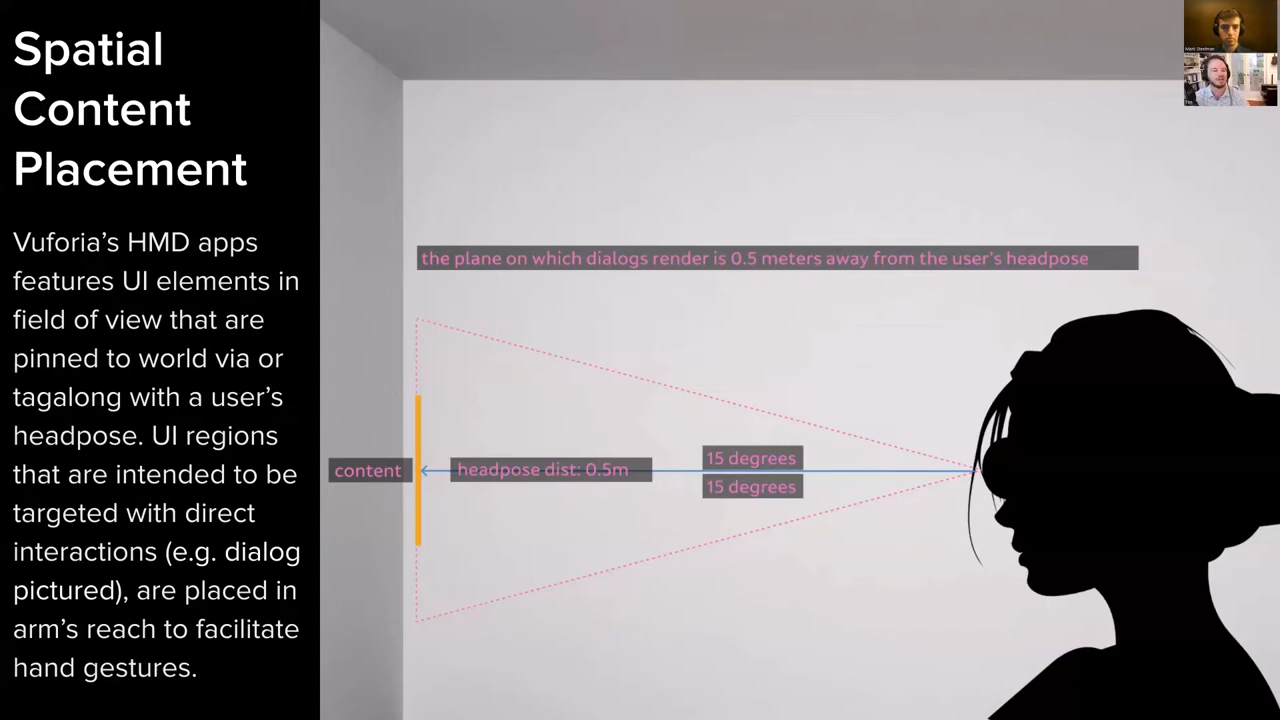 Spatial
Content
Placement
Vuforia’s HMD apps
features UI elements in
field of view that are
pinned to world via or
tagalong with a user’s
headpose. UI regions
that are intended to be
targeted with direct
interactions (e.g. dialog
pictured), are placed in
arm’s reach to facilitate
hand gestures.
the plane on which dialogs render is 0.5 meters away from the user’s headpose
content
headpose dist: 0.5m
15 degrees
15 degrees